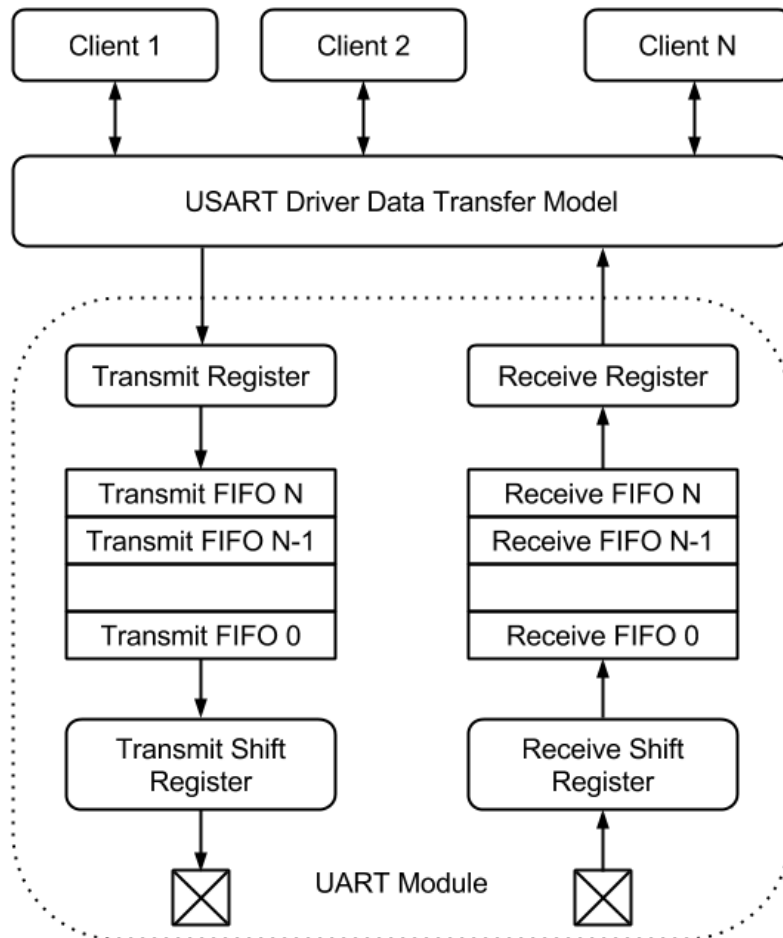 Client 1
Client 2
Client N
USART Driver Data Transfer Model
Transmit Register
Receive Register
Transmit FIFO N
Transmit FIFO N-1
Transmit FIFO 0
Receive FIFO N
Receive FIFO N-1
Receive FIFO 0
Transmit Shift
Register
Receive Shift
Register
UART Module